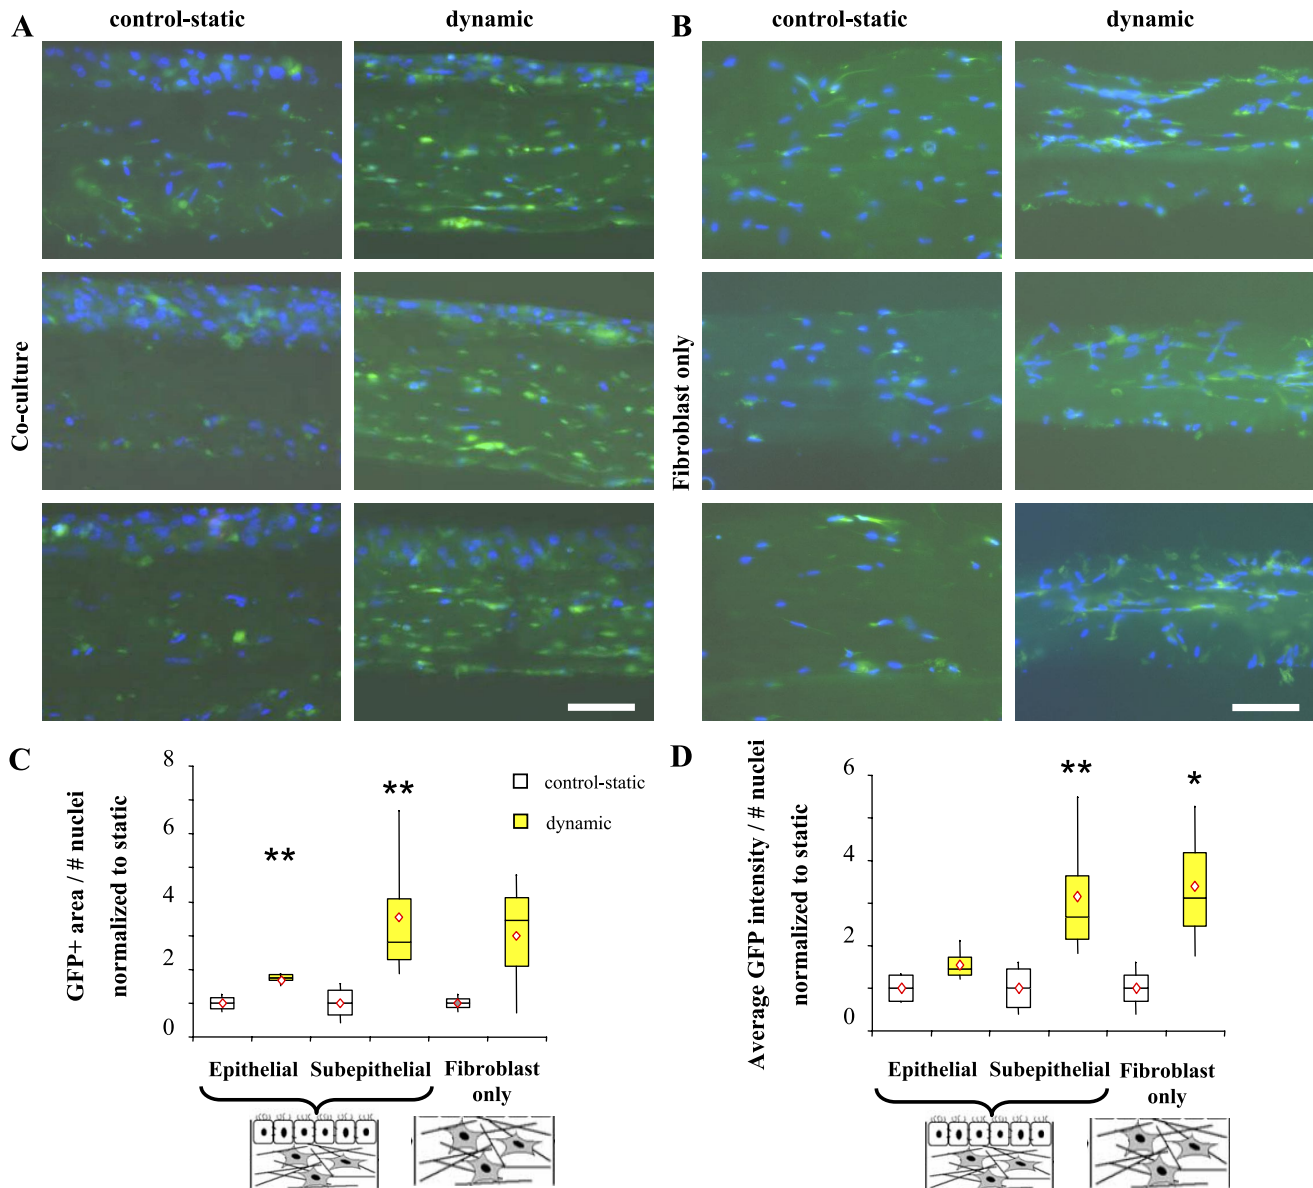 A
control-static
dynamic
B
control-static
dynamic
Co-culture
Fibroblast only
C
GFP+ area / # nuclei
normalized to static
8
6
4
2
0
**
**
control-static
dynamic
Epithelial
Subepithelial
Fibroblast
only
D
Average GFP intensity / # nuclei
normalized to static
6
4
2
0
**
*
Epithelial
Subepithelial
Fibroblast
only